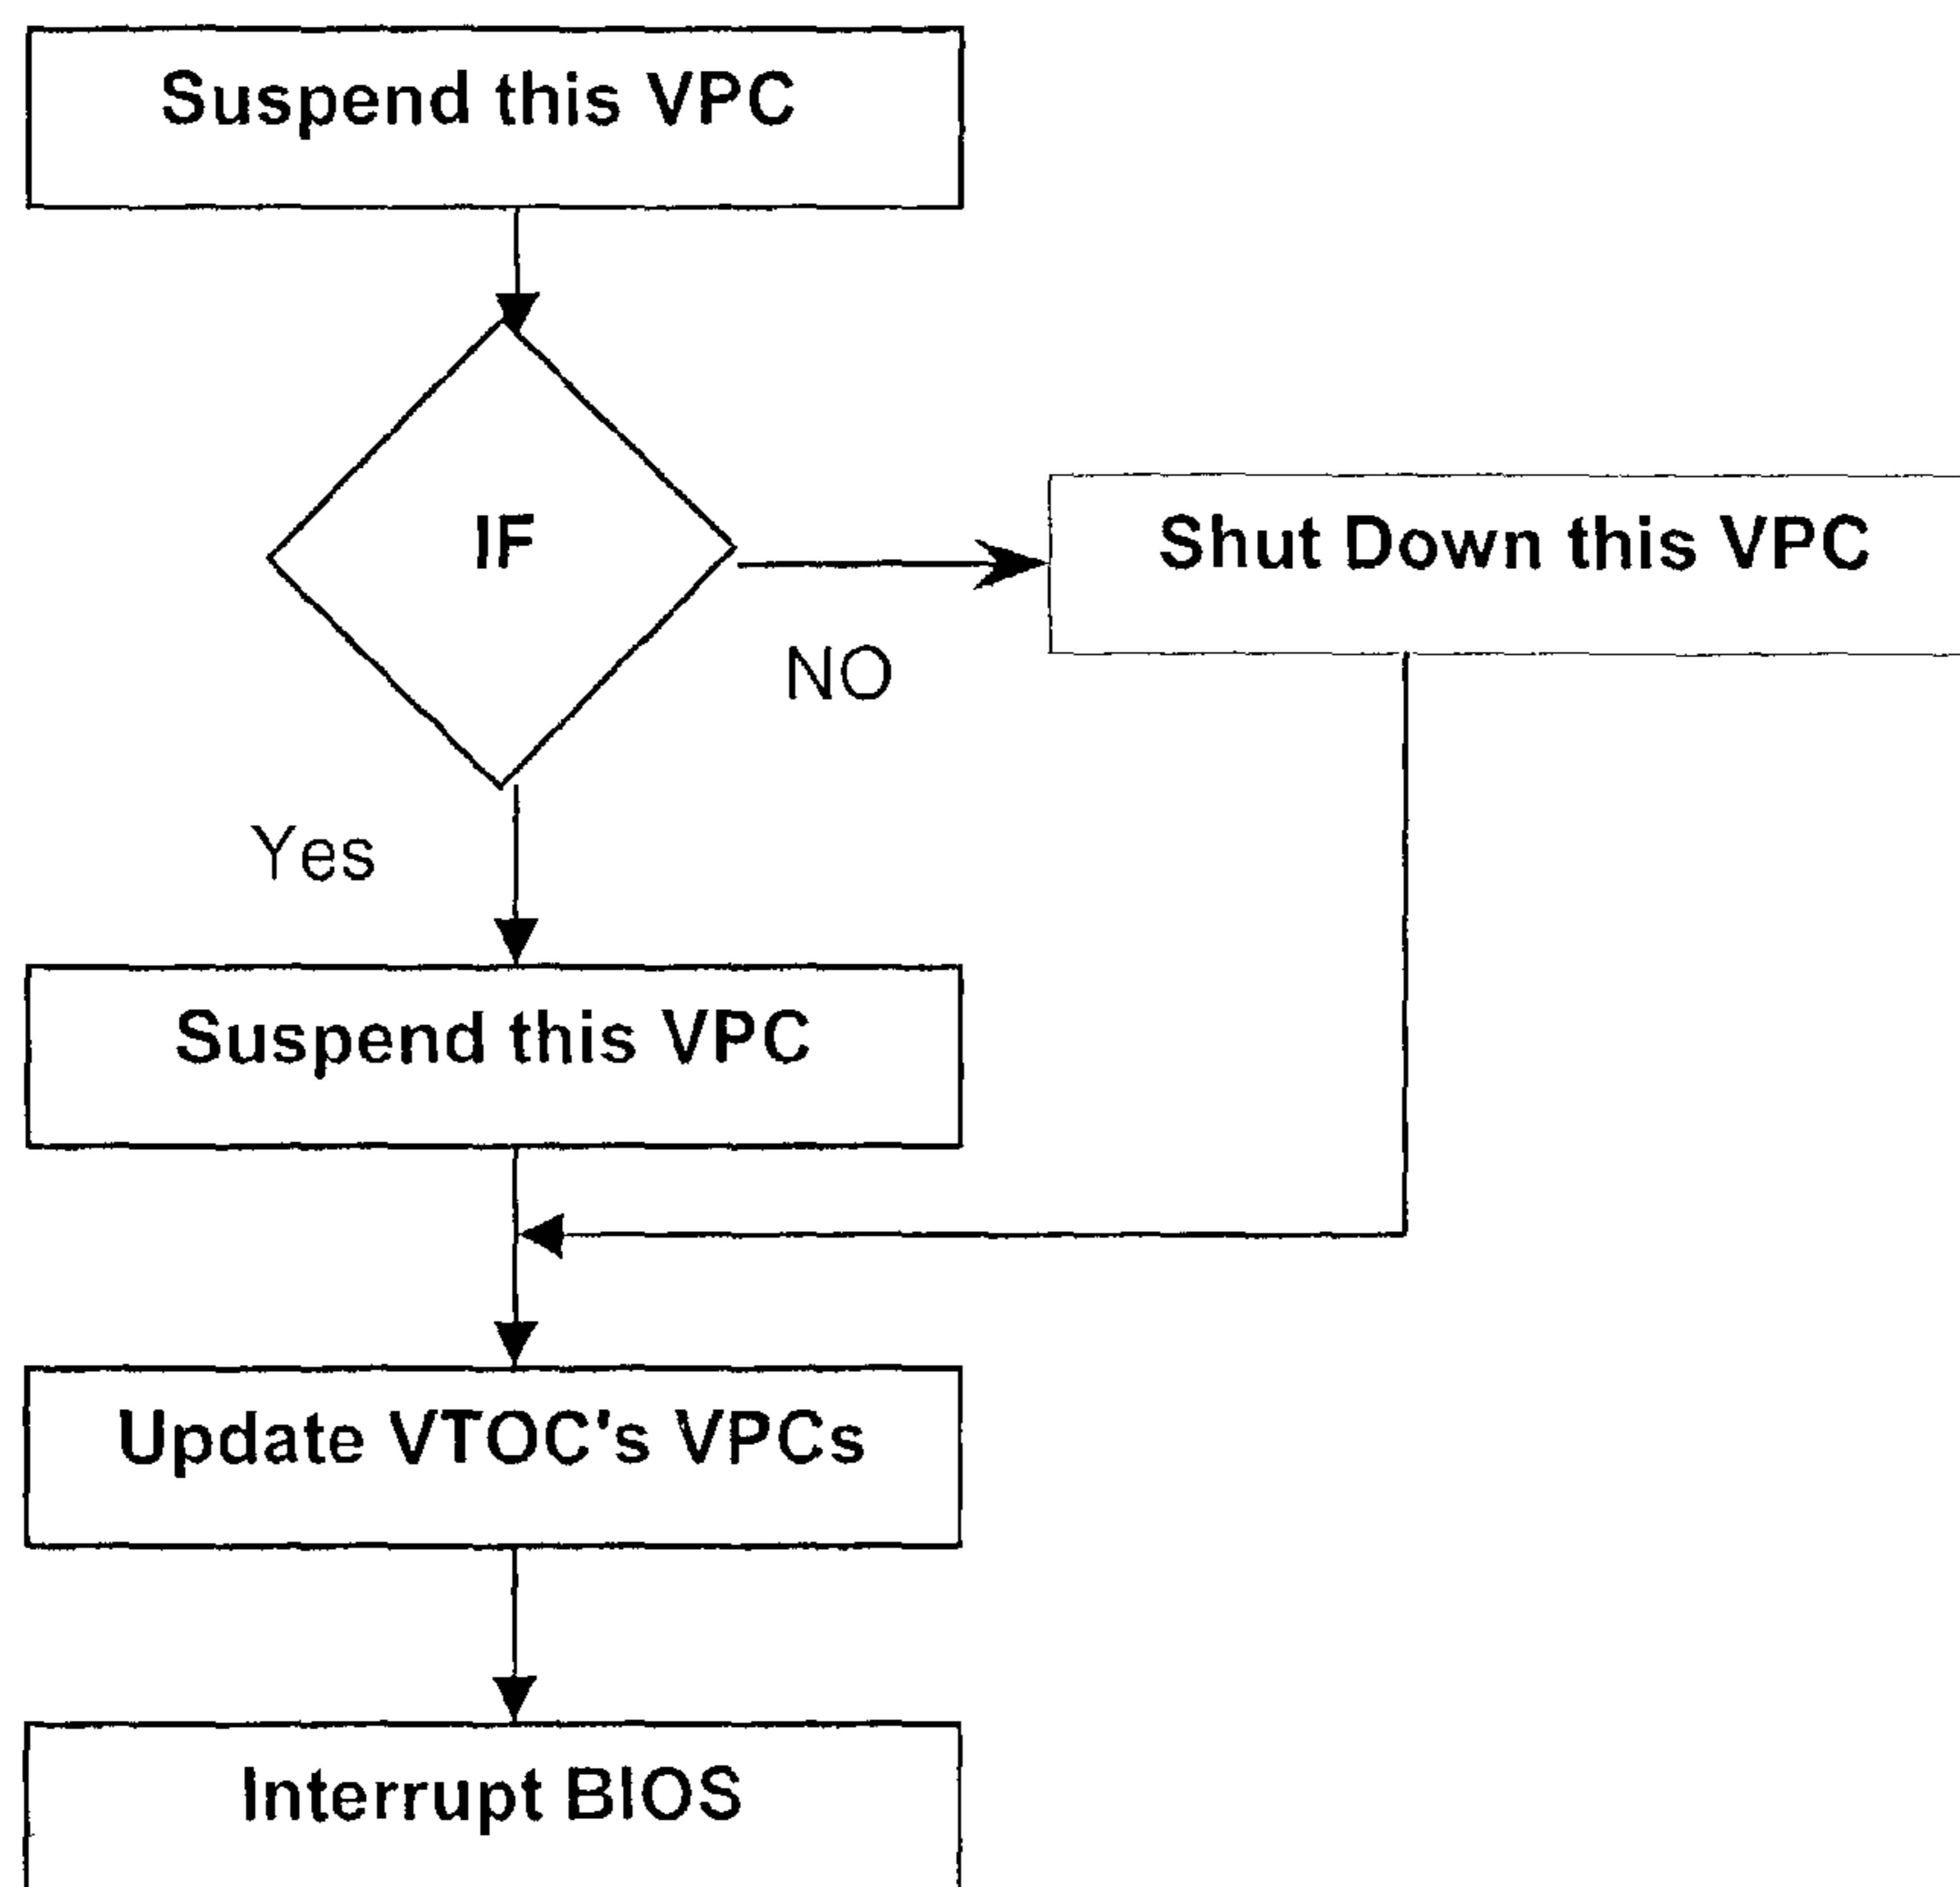 Suspend this VPC
IF
Shut Down this VPC
NO
Yes
Suspend this VPC
Update VTOC's VPCs
Interrupt BIOS